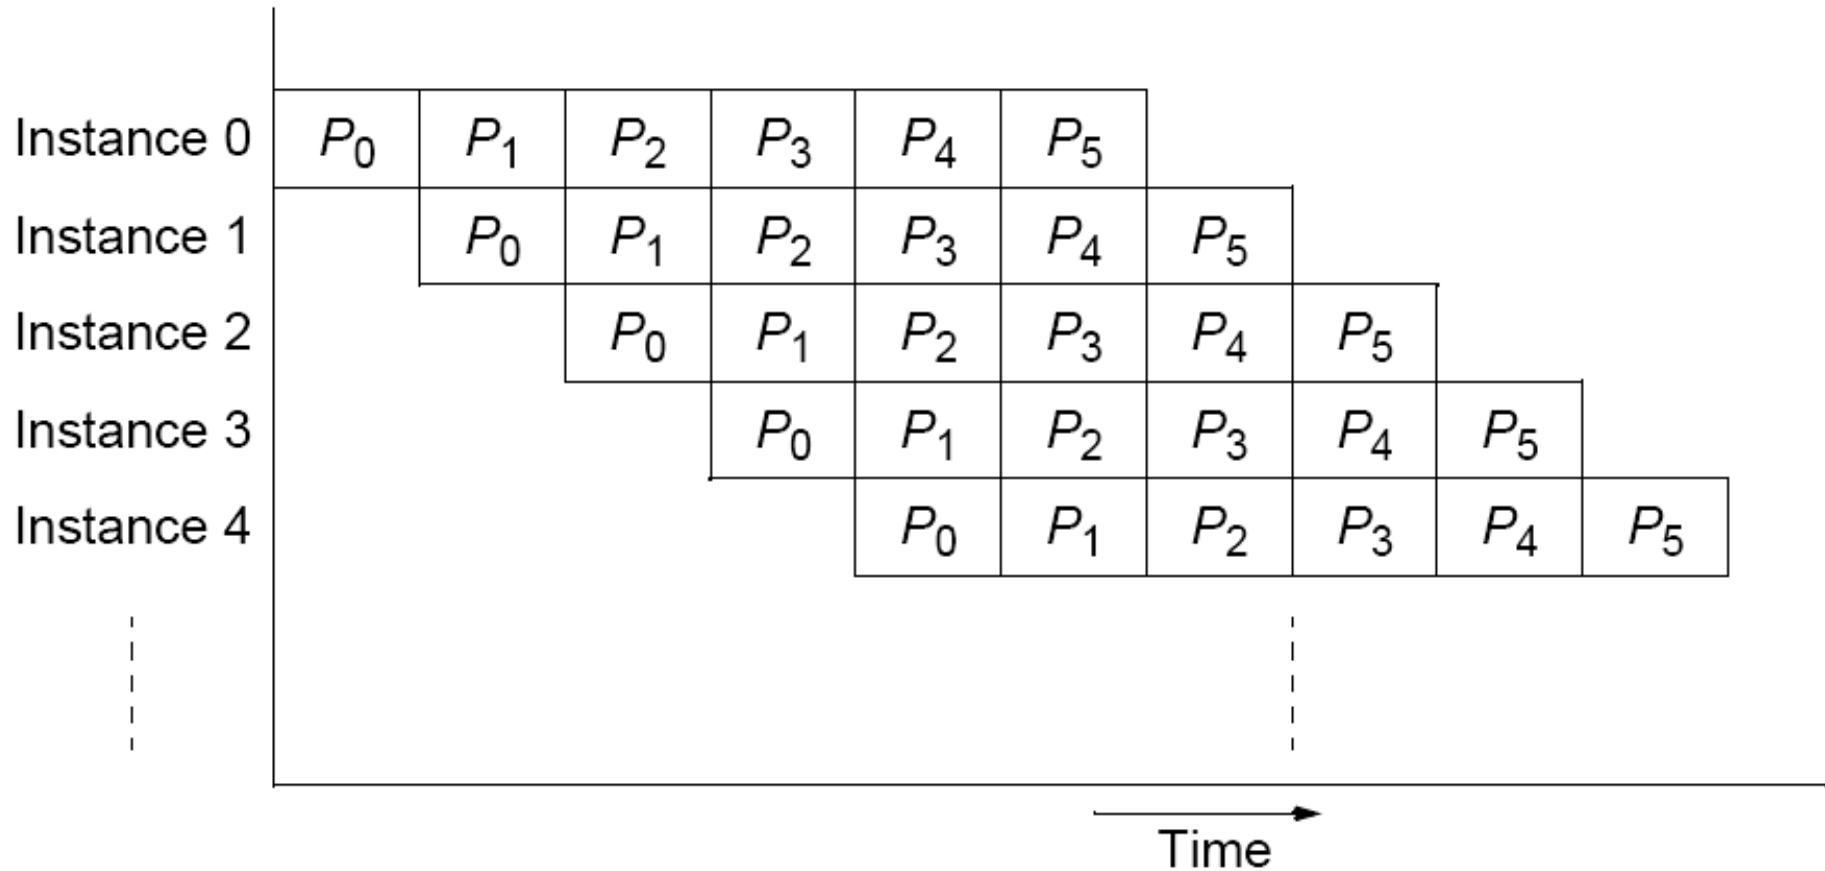 Instance 0 P0 P1 P2 P3 P4 P5
Instance 1 P0 P1 P2 P3 P4 P5
Instance 2 P0 P1 P2 P3 P4 P5
Instance 3 P0 P1 P2 P3 P4 P5
Instance 4 P0 P1 P2 P3 P4 P5
Time